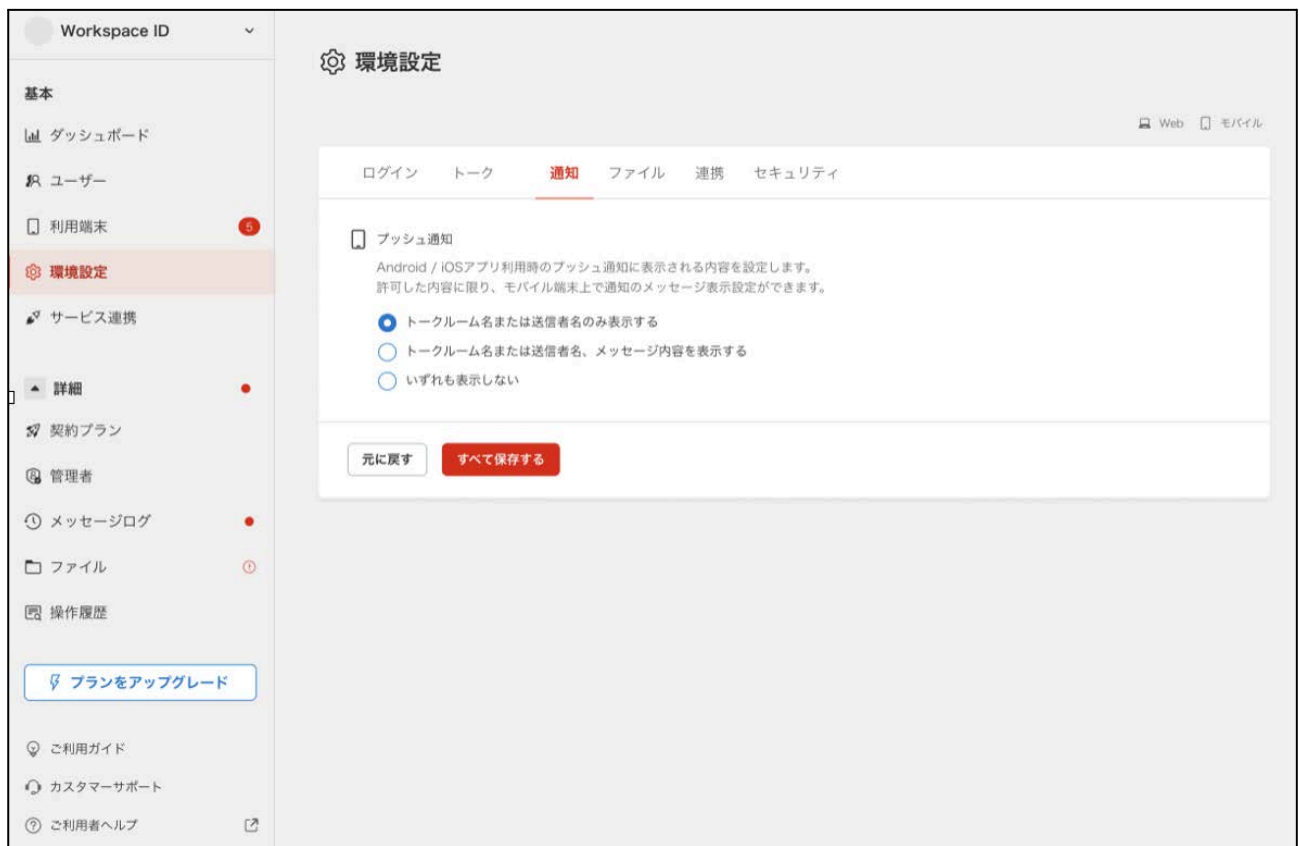 Workspace ID
基本
ダッシュボード
ユーザー
利用端末
5
環境設定
サービス連携
詳細
契約プラン
管理者
メッセージログ
ファイル
操作履歴
プランをアップグレード
ご利用ガイド
カスタマーサポート
ご利用者ヘルプ
環境設定
Web モバイル
ログイン トーク 通知 ファイル 連携 セキュリティ
プッシュ通知
Android / iOSアプリ利用時のプッシュ通知に表示される内容を設定します。
許可した内容に限り、モバイル端末上で通知のメッセージ表示設定ができます。
トークルーム名または送信者名のみ表示する
トークルーム名または送信者名、メッセージ内容を表示する
いずれも表示しない
元に戻す すべて保存する